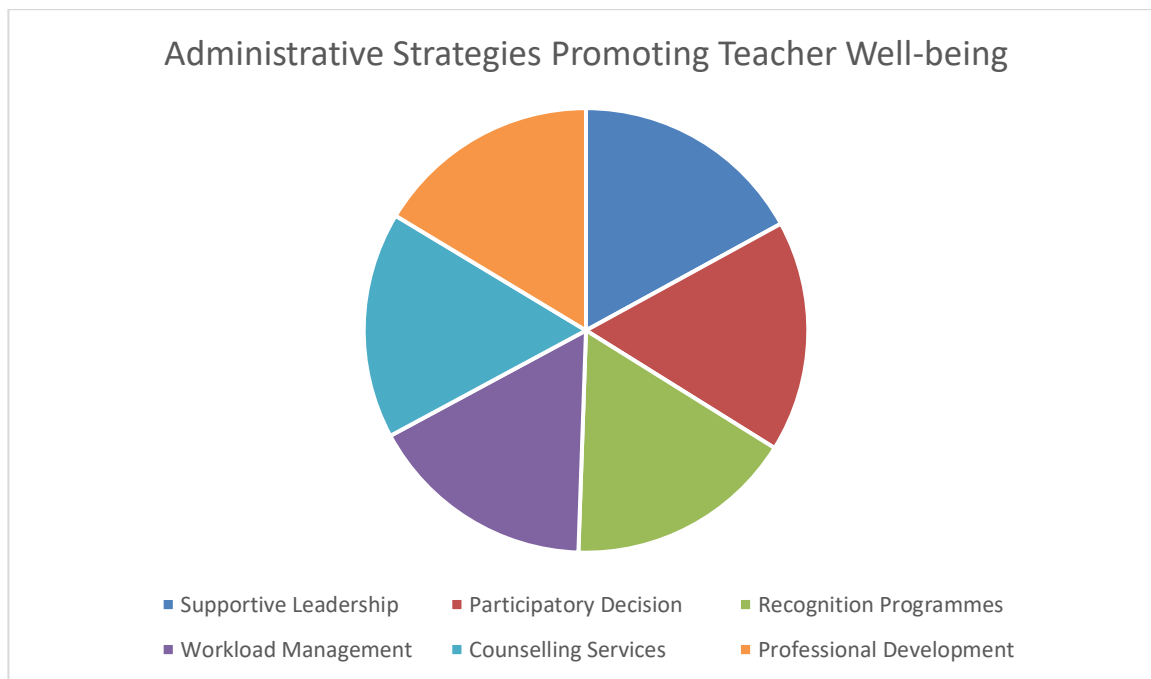 Administrative Strategies Promoting Teacher Well-being
Supportive Leadership Participatory Decision Recognition Programmes
Workload Management Counselling Services Professional Development